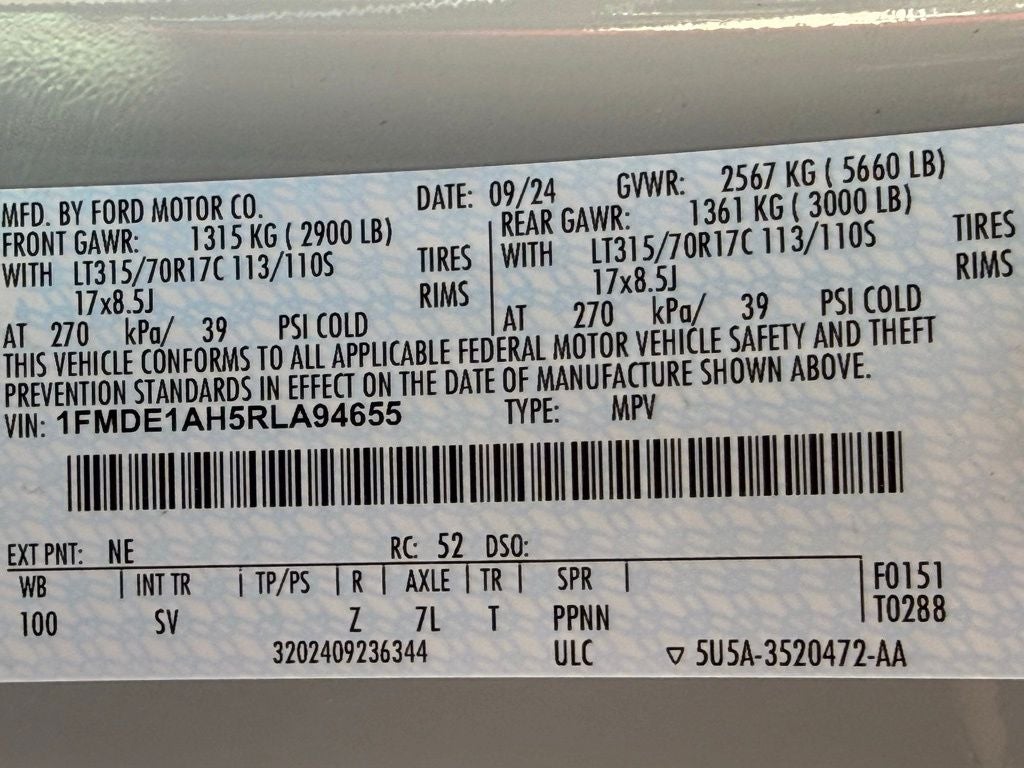 MFD. BY FORD MOTOR CO. DATE: 09/24 GVWR: 2567 KG ( 5660 LB)
FRONT GAWR: 1315 KG ( 2900 LB) REAR GAWR: 1361 KG ( 3000 LB)
WITH LT315/70R17C 113/110S TIRES WITH LT315/70R17C 113/110S TIRES
17x8.5J RIMS 17x8.5J RIMS
AT 270 kPa/ 39 PSI COLD AT 270 kPa/ 39 PSI COLD
THIS VEHICLE CONFORMS TO ALL APPLICABLE FEDERAL MOTOR VEHICLE SAFETY AND THEFT
PREVENTION STANDARDS IN EFFECT ON THE DATE OF MANUFACTURE SHOWN ABOVE.
VIN: 1FMDE1AH5RLA94655 TYPE: MPV
EXT PNT: NE RC: 52 DSO:
WB INT TR TP/PS R AXLE TR SPR F0151
100 SV Z 7L T PPNN T0288
3202409236344 ULC ▽ 5U5A-3520472-AA